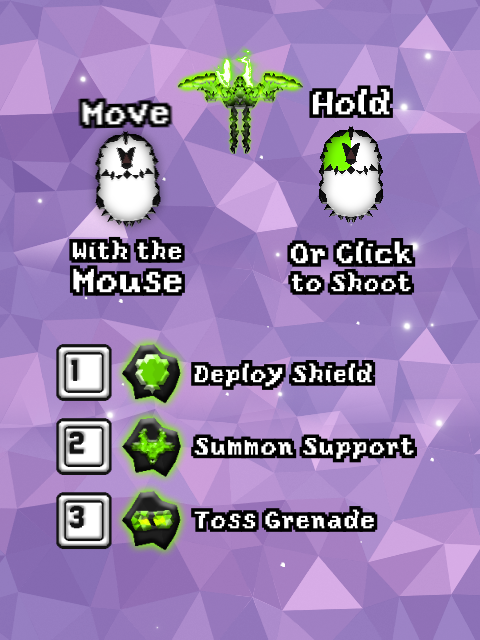 Move
With the
Mouse
Hold
Or Click
to Shoot
1 Deploy Shield
2 Summon Support
3 Toss Grenade